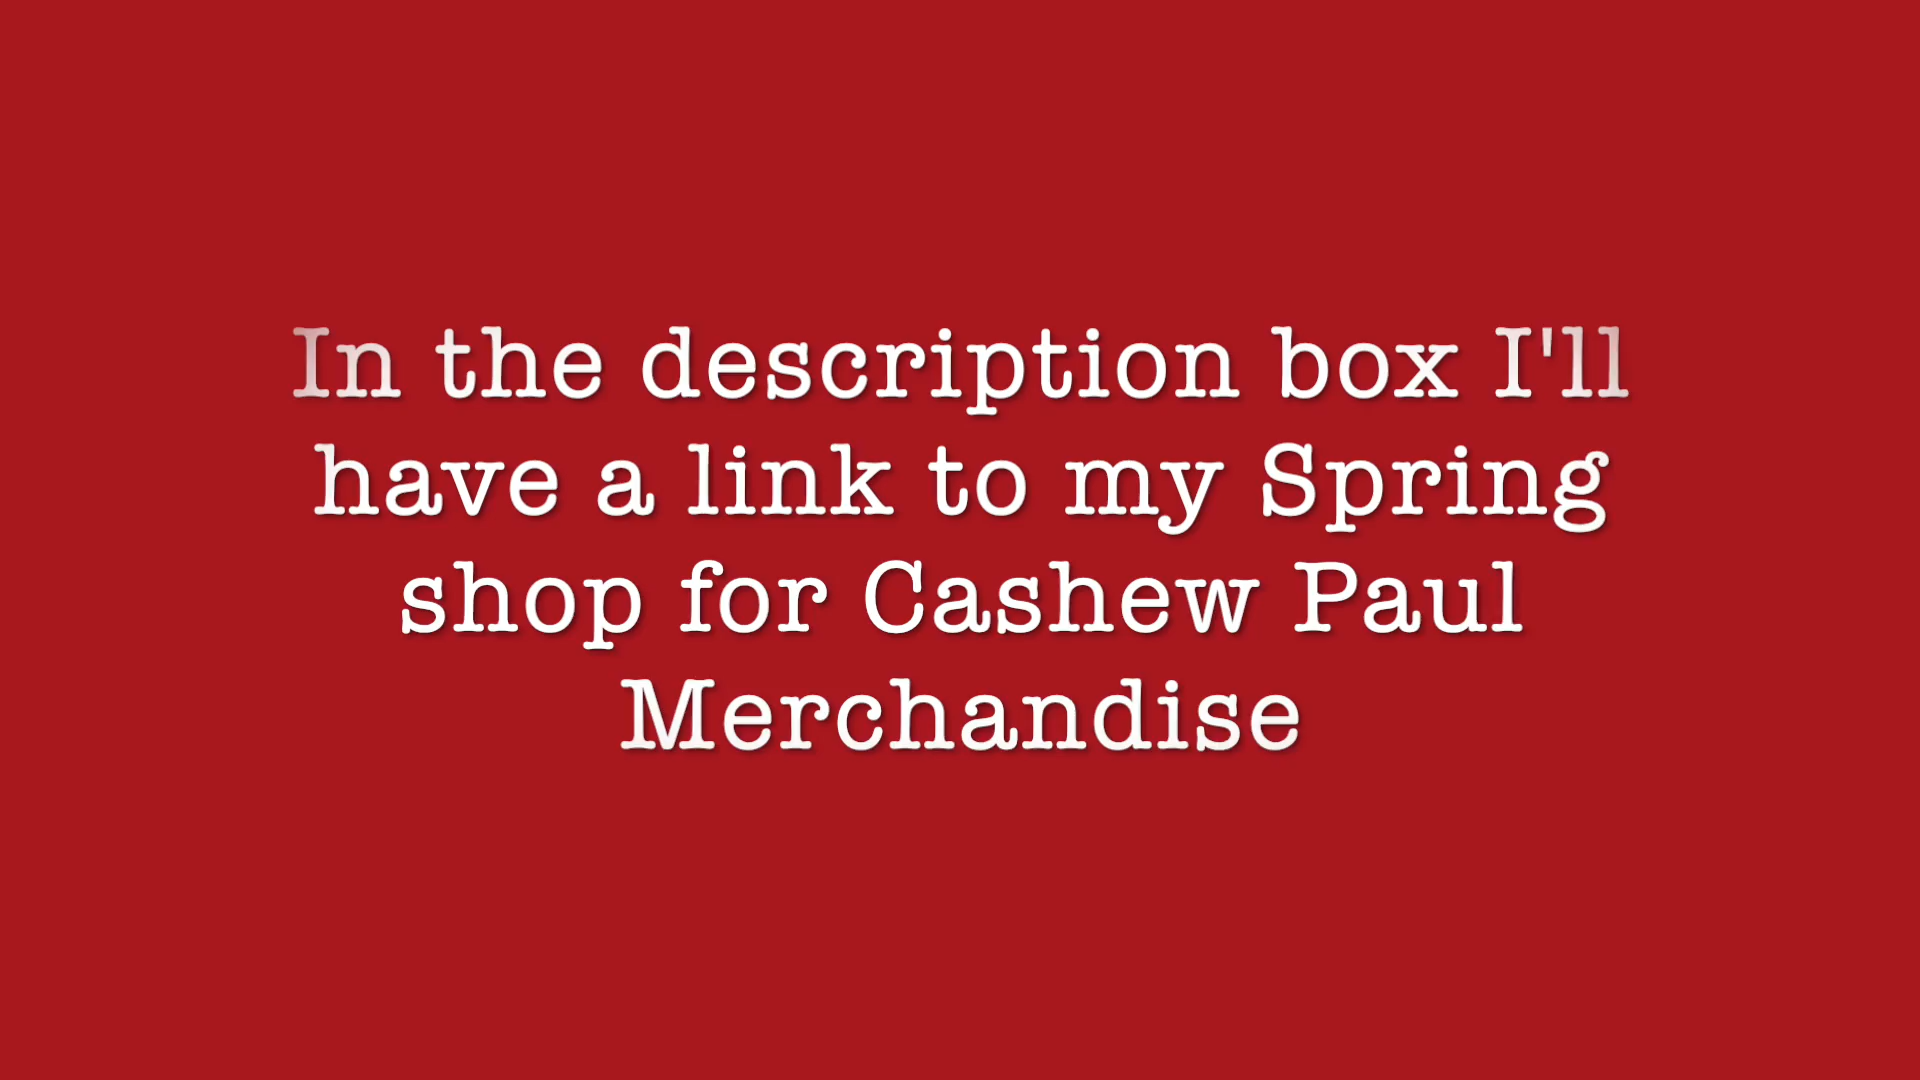 In the description box I'll
have a link to my Spring
shop for Cashew Paul
Merchandise